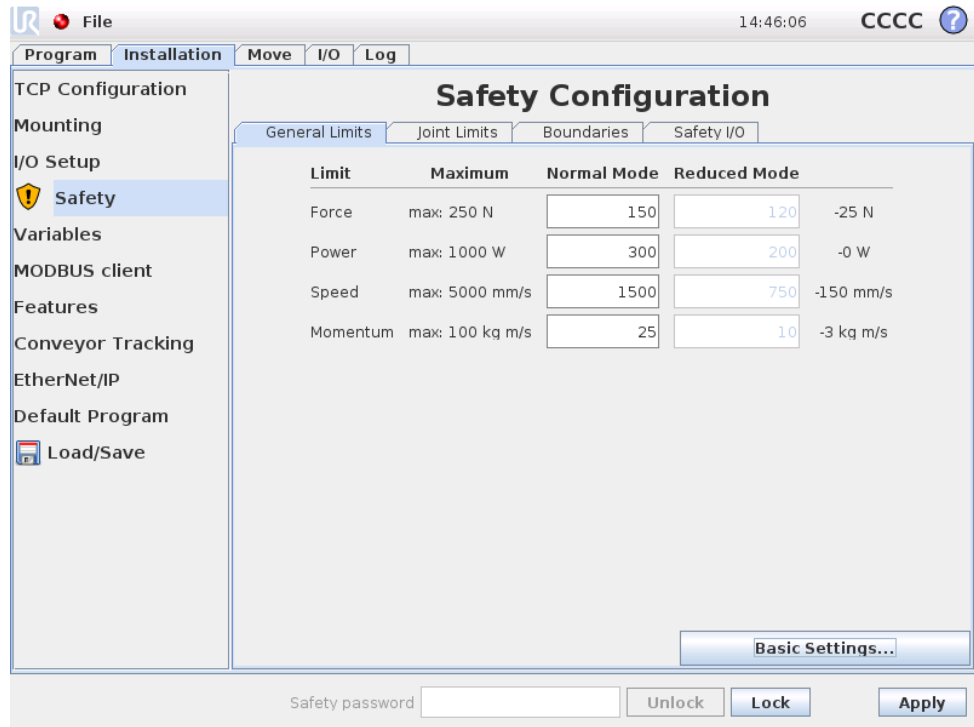 UR File 14:46:06 CCCC ?
Program Installation Move I/O Log
TCP Configuration
Mounting
I/O Setup
Safety
Variables
MODBUS client
Features
Conveyor Tracking
EtherNet/IP
Default Program
Load/Save
Safety Configuration
General Limits Joint Limits Boundaries Safety I/O
Limit Maximum Normal Mode Reduced Mode
Force max: 250 N 150 120 -25 N
Power max: 1000 W 300 200 -0 W
Speed max: 5000 mm/s 1500 750 -150 mm/s
Momentum max: 100 kg m/s 25 10 -3 kg m/s
Basic Settings...
Safety password Unlock Lock Apply